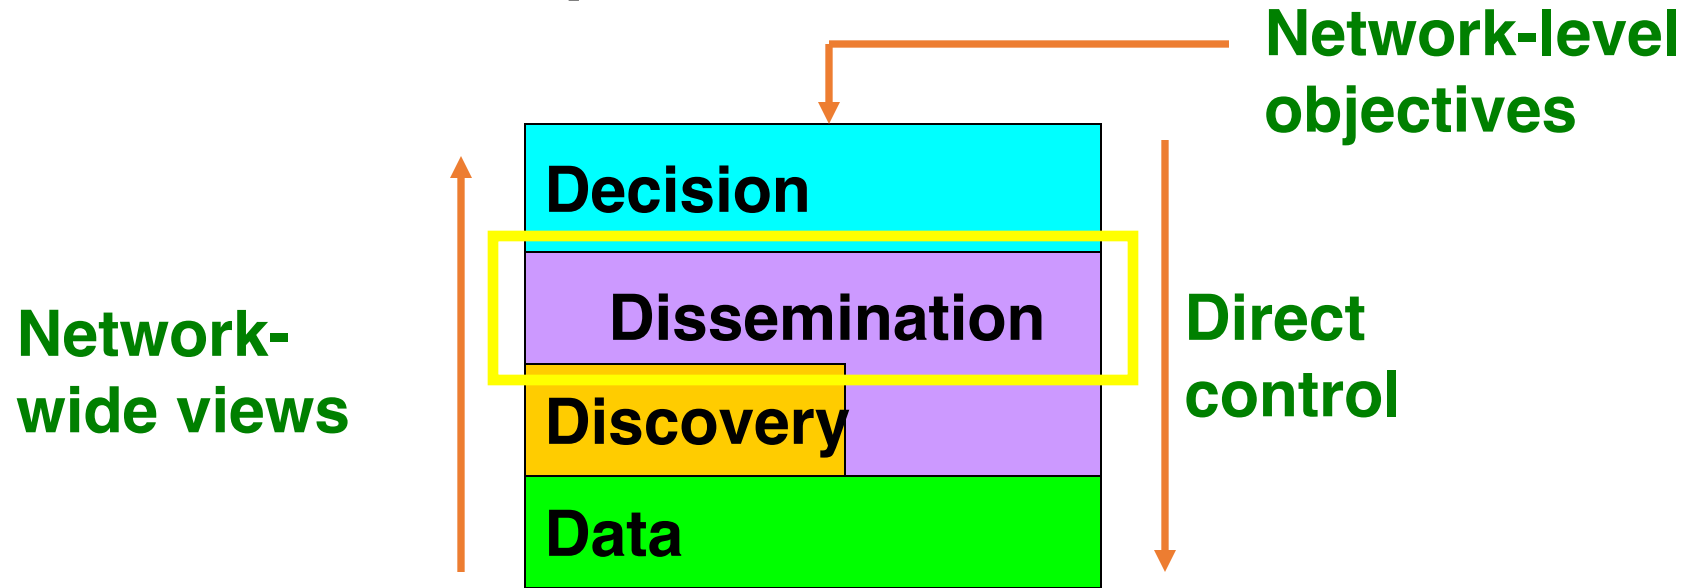 Network-level
objectives
Decision
Dissemination
Network-
wide views
Direct
control
Discovery
Data